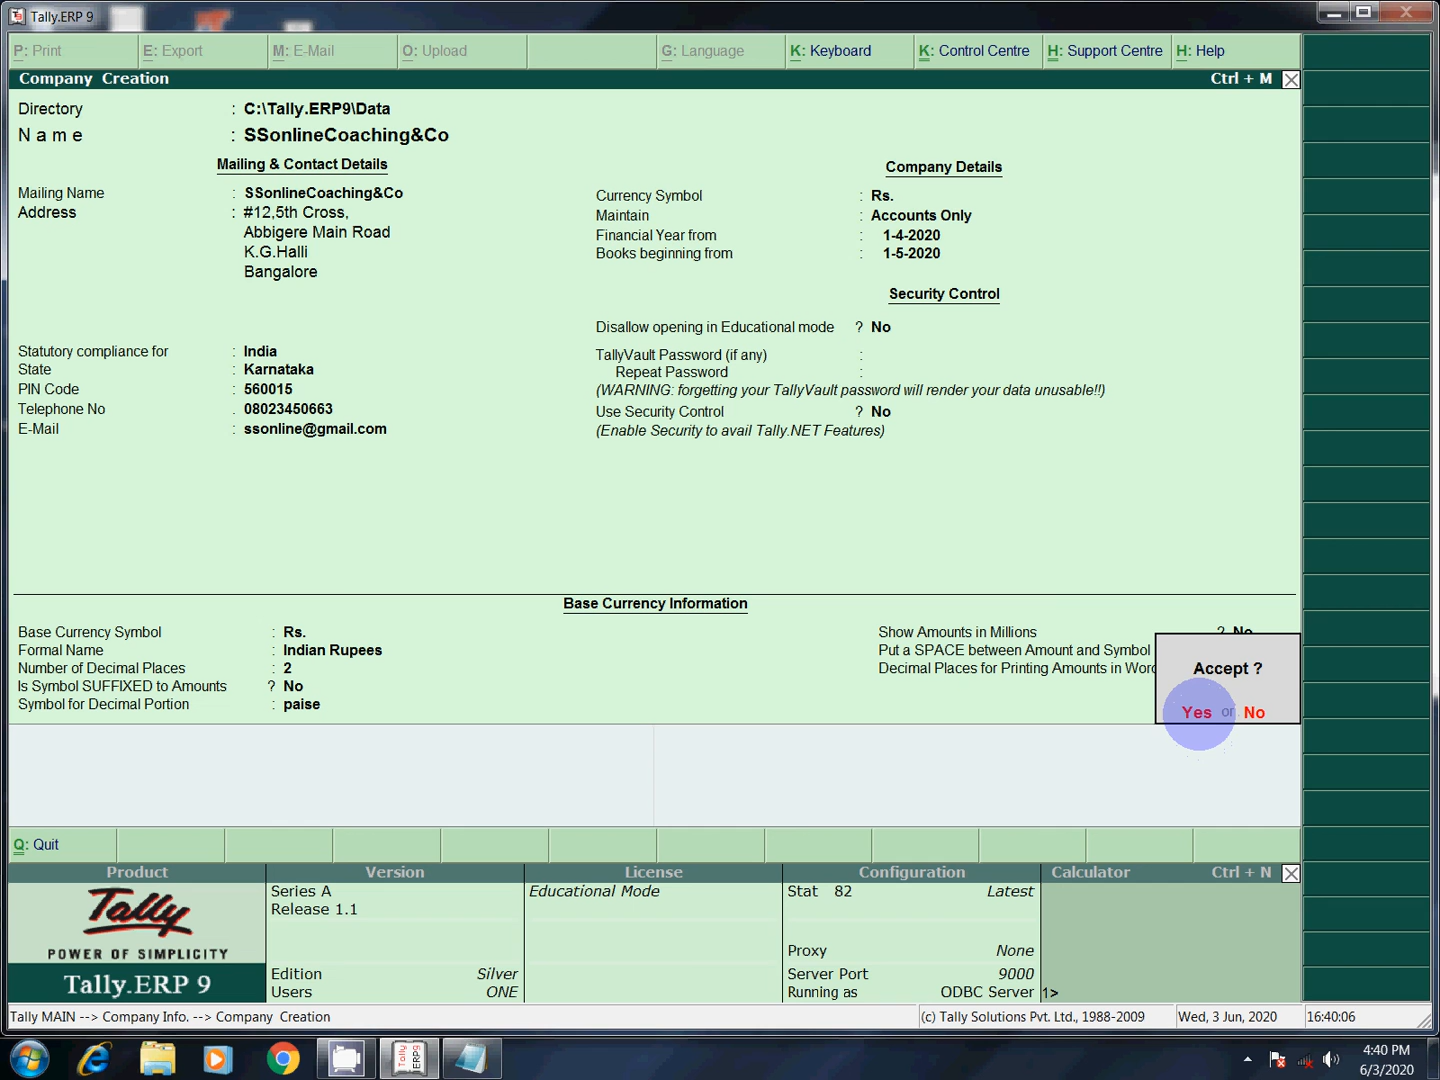 Tally.ERP 9
P: Print E: Export M: E-Mail O: Upload G: Language K: Keyboard K: Control Centre H: Support Centre H: Help
Company Creation Ctrl + M
Directory : C:\Tally.ERP9\Data
Name : SSonlineCoaching&Co
Mailing & Contact Details
Company Details
Mailing Name : SSonlineCoaching&Co
Currency Symbol : Rs.
Address : #12,5th Cross,
Maintain : Accounts Only
Abbigere Main Road
Financial Year from : 1-4-2020
K.G.Halli
Books beginning from : 1-5-2020
Bangalore
Security Control
Disallow opening in Educational mode ? No
Statutory compliance for : India
TallyVault Password (if any) :
State : Karnataka
Repeat Password :
PIN Code : 560015
(WARNING: forgetting your TallyVault password will render your data unusable!!)
Telephone No . 08023450663
Use Security Control ? No
E-Mail : ssonline@gmail.com
(Enable Security to avail Tally.NET Features)
Base Currency Information
Base Currency Symbol : Rs.
Show Amounts in Millions ? No
Formal Name : Indian Rupees
Put a SPACE between Amount and Symbol
Number of Decimal Places : 2
Decimal Places for Printing Amounts in Word
Accept ?
Is Symbol SUFFIXED to Amounts ? No
Symbol for Decimal Portion : paise
Yes or No
Q: Quit
Product Version License Configuration Calculator Ctrl + N
Tally
POWER OF SIMPLICITY
Tally.ERP 9
Series A
Release 1.1
Edition Silver
Users ONE
Educational Mode
Stat 82 Latest
Proxy None
Server Port 9000
Running as ODBC Server
1>
Tally MAIN --> Company Info. --> Company Creation
(c) Tally Solutions Pvt. Ltd., 1988-2009 Wed, 3 Jun, 2020 16:40:06
Tally ERP9
4:40 PM
6/3/2020